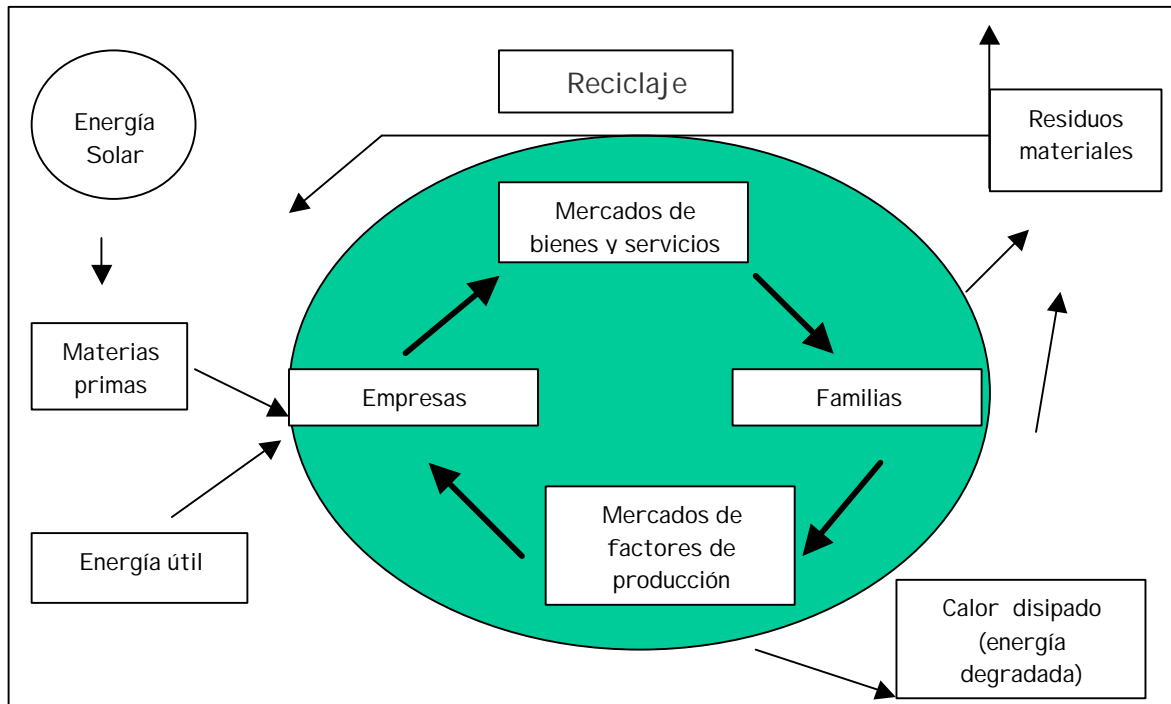 Reciclaje
Energía
Solar
Residuos
materiales
Mercados de
bienes y servicios
Materias
primas
Empresas
Familias
Mercados de
factores de
producción
Energía útil
Calor disipado
(energía
degradada)